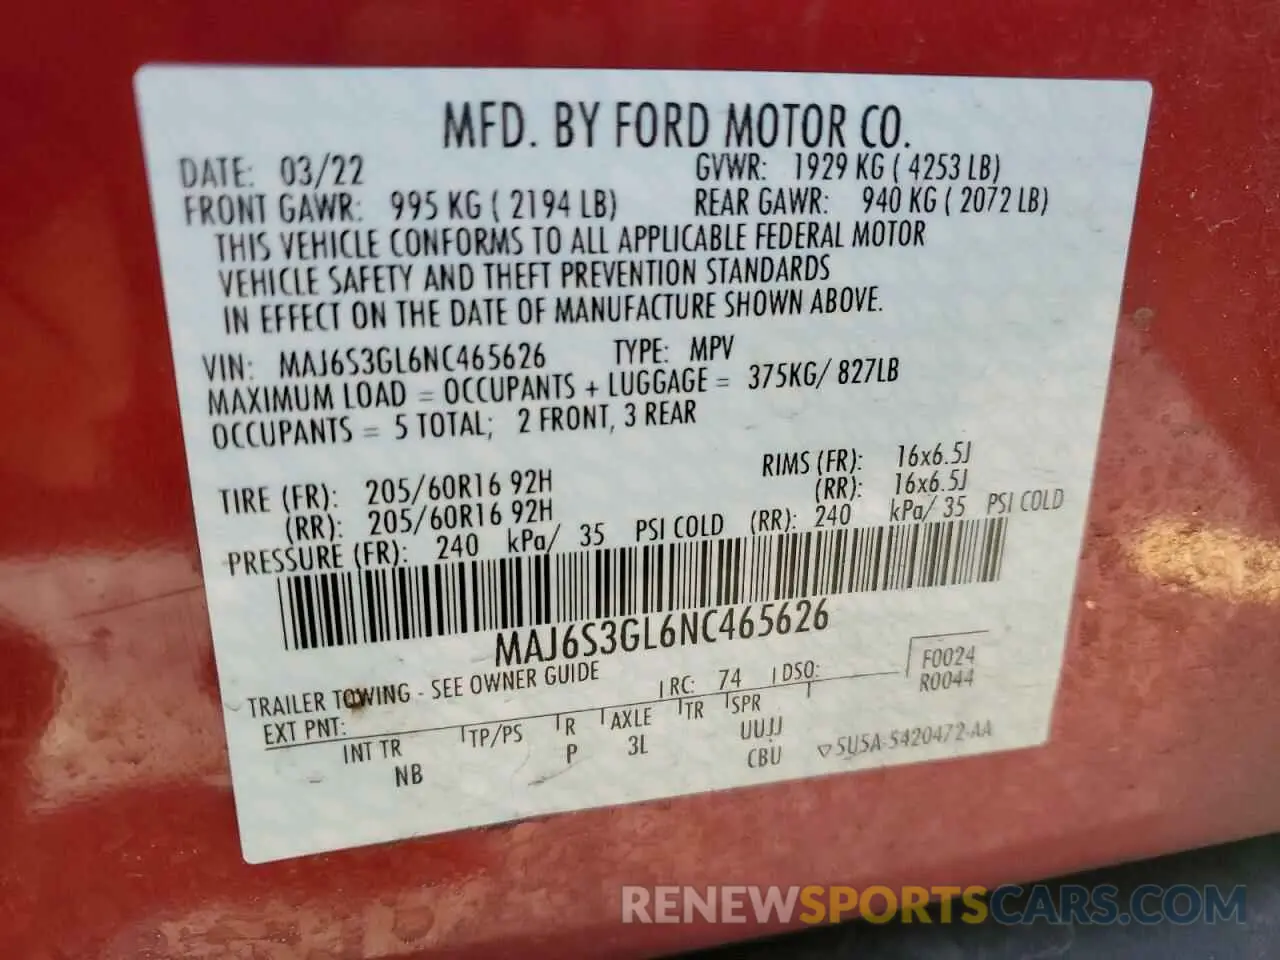 MFD. BY FORD MOTOR CO.
DATE: 03/22 GVWR: 1929 KG ( 4253 LB)
FRONT GAWR: 995 KG ( 2194 LB) REAR GAWR: 940 KG ( 2072 LB)
THIS VEHICLE CONFORMS TO ALL APPLICABLE FEDERAL MOTOR
VEHICLE SAFETY AND THEFT PREVENTION STANDARDS
IN EFFECT ON THE DATE OF MANUFACTURE SHOWN ABOVE.
VIN: MAJ6S3GL6NC465626 TYPE: MPV
MAXIMUM LOAD = OCCUPANTS + LUGGAGE = 375KG/ 827LB
OCCUPANTS = 5 TOTAL; 2 FRONT, 3 REAR
TIRE (FR): 205/60R16 92H RIMS (FR): 16x6.5J
(RR): 205/60R16 92H (RR): 16x6.5J
PRESSURE (FR): 240 kPa/ 35 PSI COLD (RR): 240 kPa/ 35 PSI COLD
MAJ6S3GL6NC465626
TRAILER TOWING - SEE OWNER GUIDE
EXT PNT: RC: 74 DSO: F0024
R0044
INT TR TP/PS R AXLE TR SPR
NB P 3L UUJJ
CBU ▽5U5A-5420472-AA
RENEWSPORTSCARS.COM